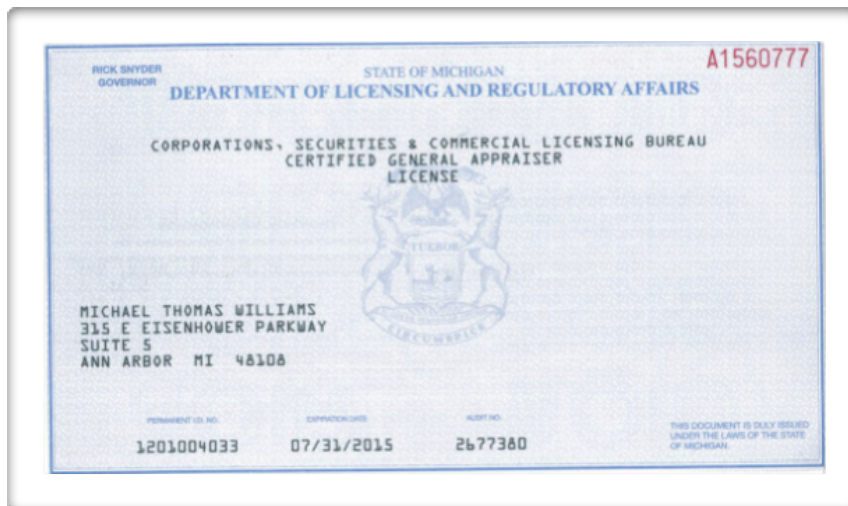 RICK SNYDER
GOVERNOR
STATE OF MICHIGAN
A1560777
DEPARTMENT OF LICENSING AND REGULATORY AFFAIRS
CORPORATIONS, SECURITIES & COMMERCIAL LICENSING BUREAU
CERTIFIED GENERAL APPRAISER
LICENSE
TUEBOR
CIRCUMSPICE
MICHAEL THOMAS WILLIAMS
315 E EISENHOWER PARKWAY
SUITE 5
ANN ARBOR MI 48108
PERMANENT I.D. NO.
EXPIRATION DATE
AUDIT NO.
1201004033
07/31/2015
2677380
THIS DOCUMENT IS DULY ISSUED
UNDER THE LAWS OF THE STATE
OF MICHIGAN.